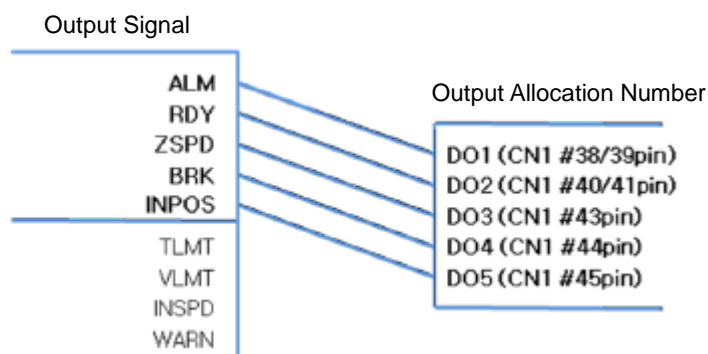 Output Signal
ALM
RDY
ZSPD
BRK
INPOS
TLMT
VLMT
INSPD
WARN
Output Allocation Number
DO1 (CN1 #38/39pin)
DO2 (CN1 #40/41pin)
DO3 (CN1 #43pin)
DO4 (CN1 #44pin)
DO5 (CN1 #45pin)